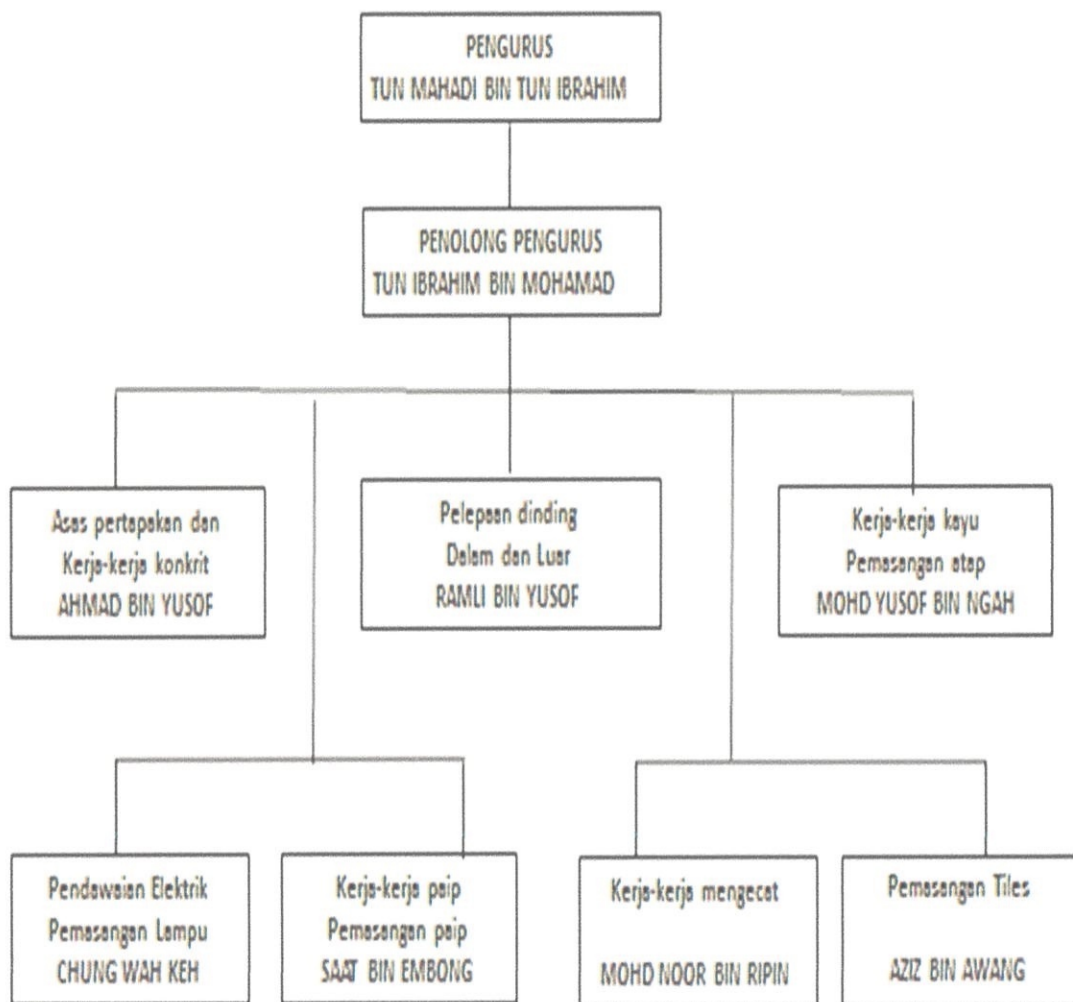 PENGURUS
TUN MAHADI BIN TUN IBRAHIM
PENOLONG PENGURUS
TUN IBRAHIM BIN MOHAMAD
Asas pertapakan dan
Kerja-kerja konkrit
AHMAD BIN YUSOF
Pelepaan dinding
Dalam dan Luar
RAMLI BIN YUSOF
Kerja-kerja kayu
Pemasangan atap
MOHD YUSOF BIN NGAH
Pendawaian Elektrik
Pemasangan Lampu
CHUNG WAH KEH
Kerja-kerja paip
Pemasangan paip
SAAT BIN EMBONG
Kerja-kerja mengecat
MOHD NOOR BIN RIPIN
Pemasangan Tiles
AZIZ BIN AWANG